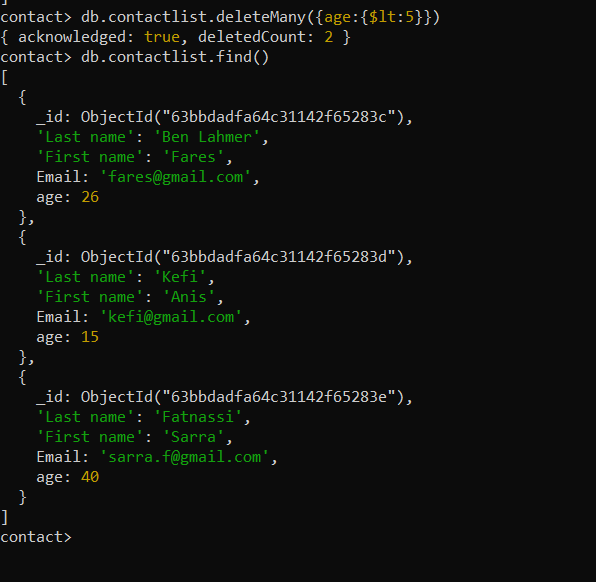 ]
contact> db.contactlist.deleteMany({age:{$lt:5}})
{ acknowledged: true, deletedCount: 2 }
contact> db.contactlist.find()
[
  {
    _id: ObjectId("63bbdadfa64c31142f65283c"),
    'Last name': 'Ben Lahmer',
    'First name': 'Fares',
    Email: 'fares@gmail.com',
    age: 26
  },
  {
    _id: ObjectId("63bbdadfa64c31142f65283d"),
    'Last name': 'Kefi',
    'First name': 'Anis',
    Email: 'kefi@gmail.com',
    age: 15
  },
  {
    _id: ObjectId("63bbdadfa64c31142f65283e"),
    'Last name': 'Fatnassi',
    'First name': 'Sarra',
    Email: 'sarra.f@gmail.com',
    age: 40
  }
]
contact>